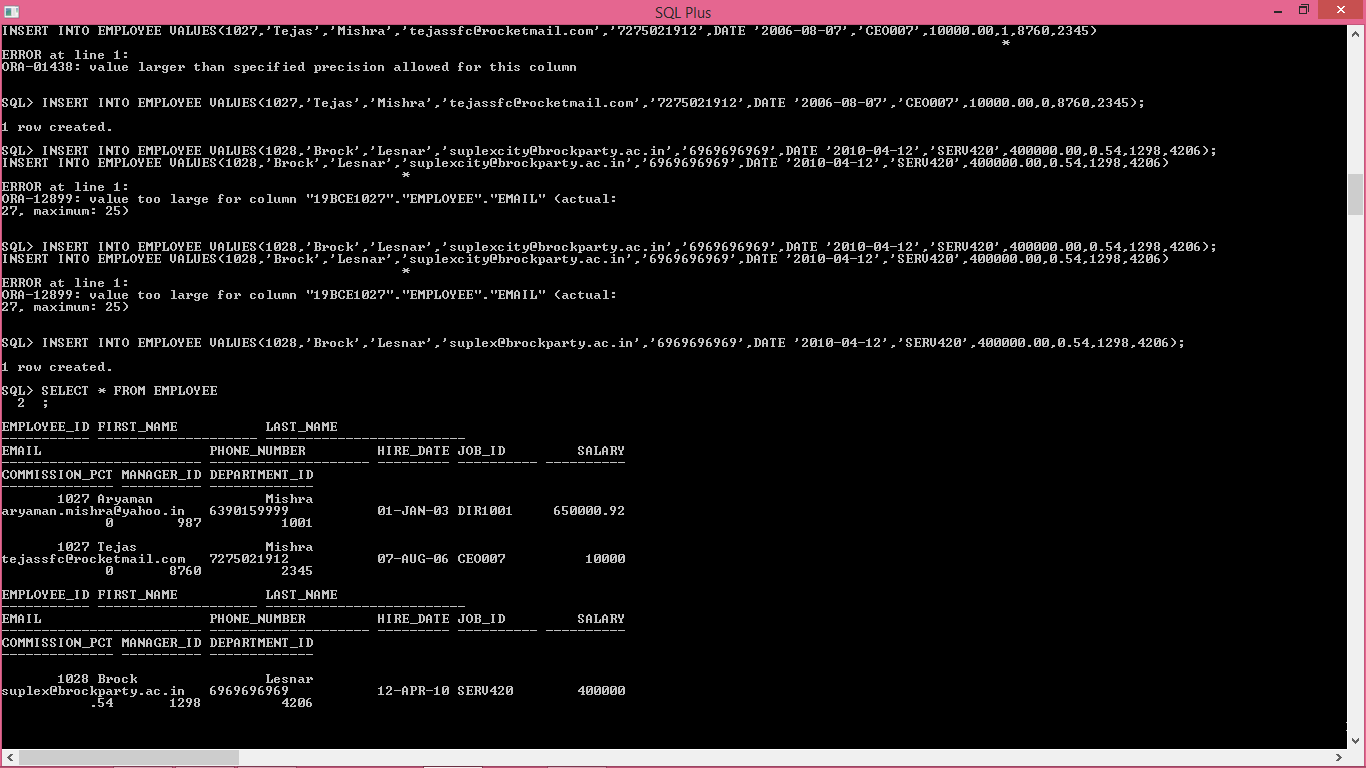 SQL Plus
INSERT INTO EMPLOYEE VALUES(1027,'Tejas','Mishra','tejassfc@rocketmail.com','7275021912',DATE '2006-08-07','CEO007',10000.00,1,8760,2345)
*
ERROR at line 1:
ORA-01438: value larger than specified precision allowed for this column
SQL> INSERT INTO EMPLOYEE VALUES(1027,'Tejas','Mishra','tejassfc@rocketmail.com','7275021912',DATE '2006-08-07','CEO007',10000.00,0,8760,2345);
1 row created.
SQL> INSERT INTO EMPLOYEE VALUES(1028,'Brock','Lesnar','suplexcity@brockparty.ac.in','6969696969',DATE '2010-04-12','SERV420',400000.00,0.54,1298,4206);
INSERT INTO EMPLOYEE VALUES(1028,'Brock','Lesnar','suplexcity@brockparty.ac.in','6969696969',DATE '2010-04-12','SERV420',400000.00,0.54,1298,4206)
*
ERROR at line 1:
ORA-12899: value too large for column "19BCE1027"."EMPLOYEE"."EMAIL" (actual:
27, maximum: 25)
SQL> INSERT INTO EMPLOYEE VALUES(1028,'Brock','Lesnar','suplexcity@brockparty.ac.in','6969696969',DATE '2010-04-12','SERV420',400000.00,0.54,1298,4206);
INSERT INTO EMPLOYEE VALUES(1028,'Brock','Lesnar','suplexcity@brockparty.ac.in','6969696969',DATE '2010-04-12','SERV420',400000.00,0.54,1298,4206)
*
ERROR at line 1:
ORA-12899: value too large for column "19BCE1027"."EMPLOYEE"."EMAIL" (actual:
27, maximum: 25)
SQL> INSERT INTO EMPLOYEE VALUES(1028,'Brock','Lesnar','suplex@brockparty.ac.in','6969696969',DATE '2010-04-12','SERV420',400000.00,0.54,1298,4206);
1 row created.
SQL> SELECT * FROM EMPLOYEE
2 ;
EMPLOYEE_ID FIRST_NAME LAST_NAME
----------- -------------------- -------------------------
EMAIL PHONE_NUMBER HIRE_DATE JOB_ID SALARY
------------------------- -------------------- --------- ---------- ----------
COMMISSION_PCT MANAGER_ID DEPARTMENT_ID
-------------- ---------- -------------
1027 Aryaman Mishra
aryaman.mishra@yahoo.in 6390159999 01-JAN-03 DIR1001 650000.92
0 987 1001
1027 Tejas Mishra
tejassfc@rocketmail.com 7275021912 07-AUG-06 CEO007 10000
0 8760 2345
EMPLOYEE_ID FIRST_NAME LAST_NAME
----------- -------------------- -------------------------
EMAIL PHONE_NUMBER HIRE_DATE JOB_ID SALARY
------------------------- -------------------- --------- ---------- ----------
COMMISSION_PCT MANAGER_ID DEPARTMENT_ID
-------------- ---------- -------------
1028 Brock Lesnar
suplex@brockparty.ac.in 6969696969 12-APR-10 SERV420 400000
.54 1298 4206